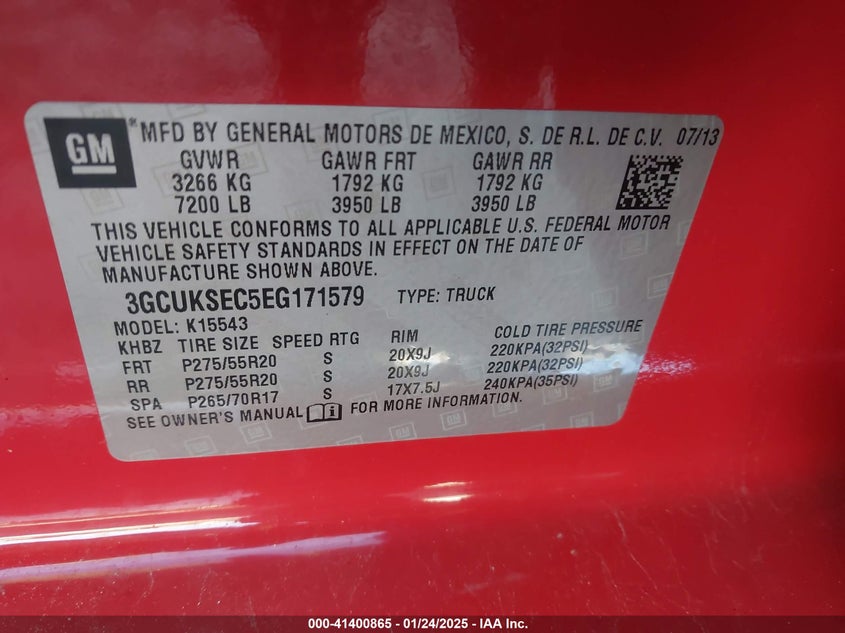 GM ®MFD BY GENERAL MOTORS DE MEXICO, S. DE R.L. DE C.V. 07/13
GVWR GAWR FRT GAWR RR
3266 KG 1792 KG 1792 KG
7200 LB 3950 LB 3950 LB
THIS VEHICLE CONFORMS TO ALL APPLICABLE U.S. FEDERAL MOTOR
VEHICLE SAFETY STANDARDS IN EFFECT ON THE DATE OF
MANUFACTURE SHOWN ABOVE.
3GCUKSEC5EG171579 TYPE: TRUCK
MODEL: K15543
KHBZ TIRE SIZE SPEED RTG RIM COLD TIRE PRESSURE
FRT P275/55R20 S 20X9J 220KPA(32PSI)
RR P275/55R20 S 20X9J 220KPA(32PSI)
SPA P265/70R17 S 17X7.5J 240KPA(35PSI)
SEE OWNER'S MANUAL FOR MORE INFORMATION.
000-41400865 - 01/24/2025 - IAA Inc.